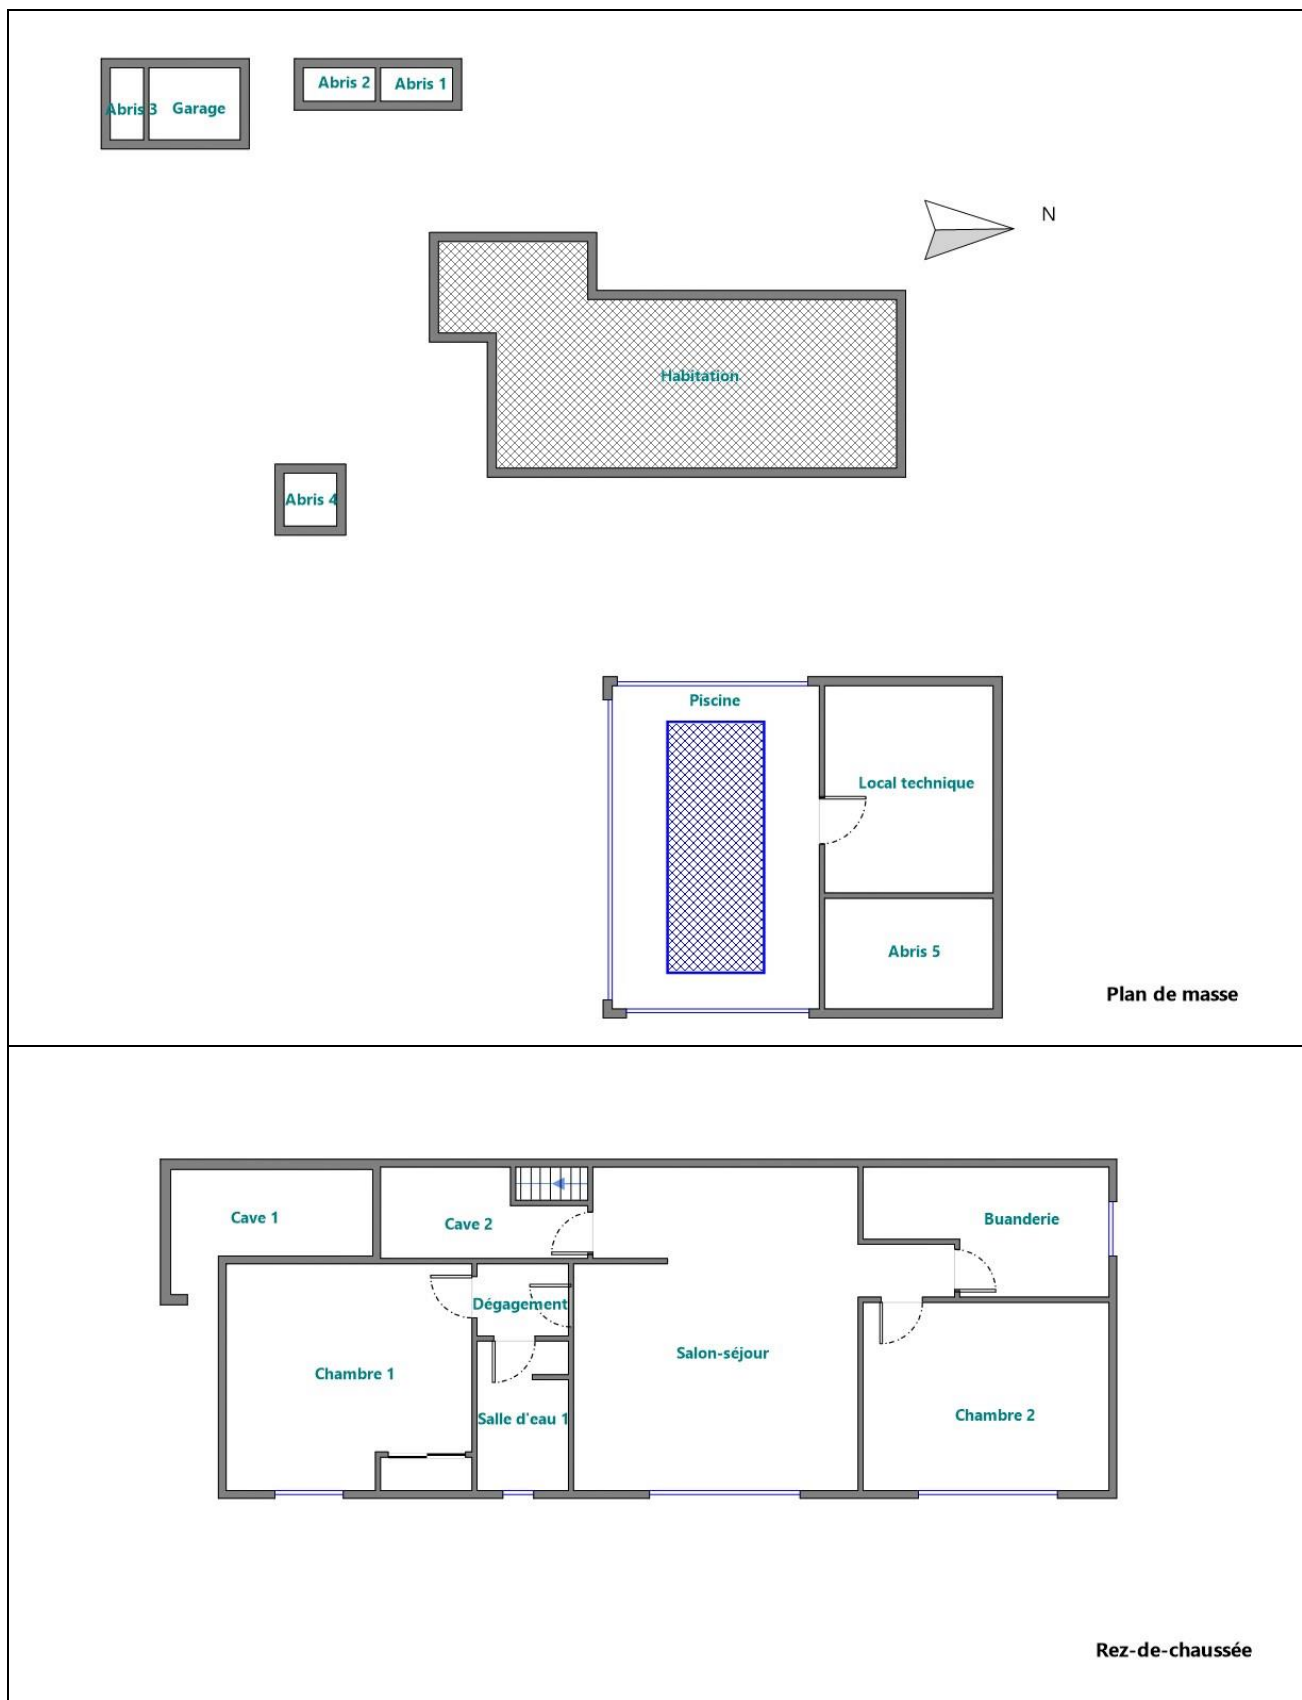 Abris 2
Abris 1
Abris 3
Garage
N
Habitation
Abris 4
Piscine
Local technique
Abris 5
Plan de masse
Cave 1
Cave 2
Buanderie
Dégagement
Salon-séjour
Chambre 1
Chambre 2
Salle d'eau 1
Rez-de-chaussée